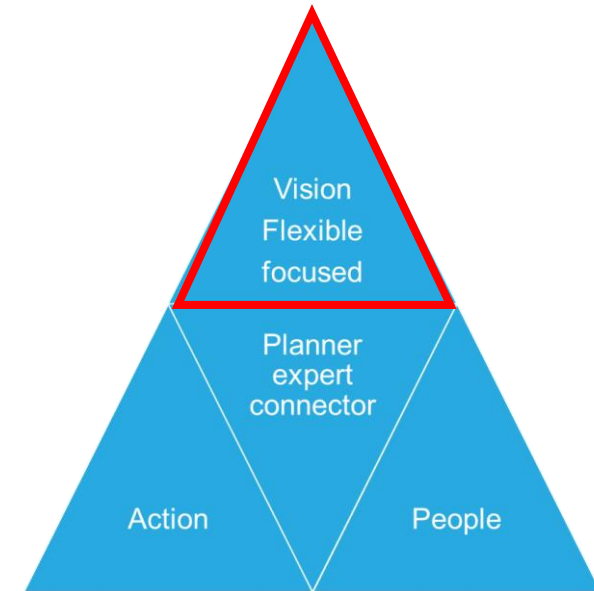 Vision
Flexible
focused
Planner
expert
connector
Action
People